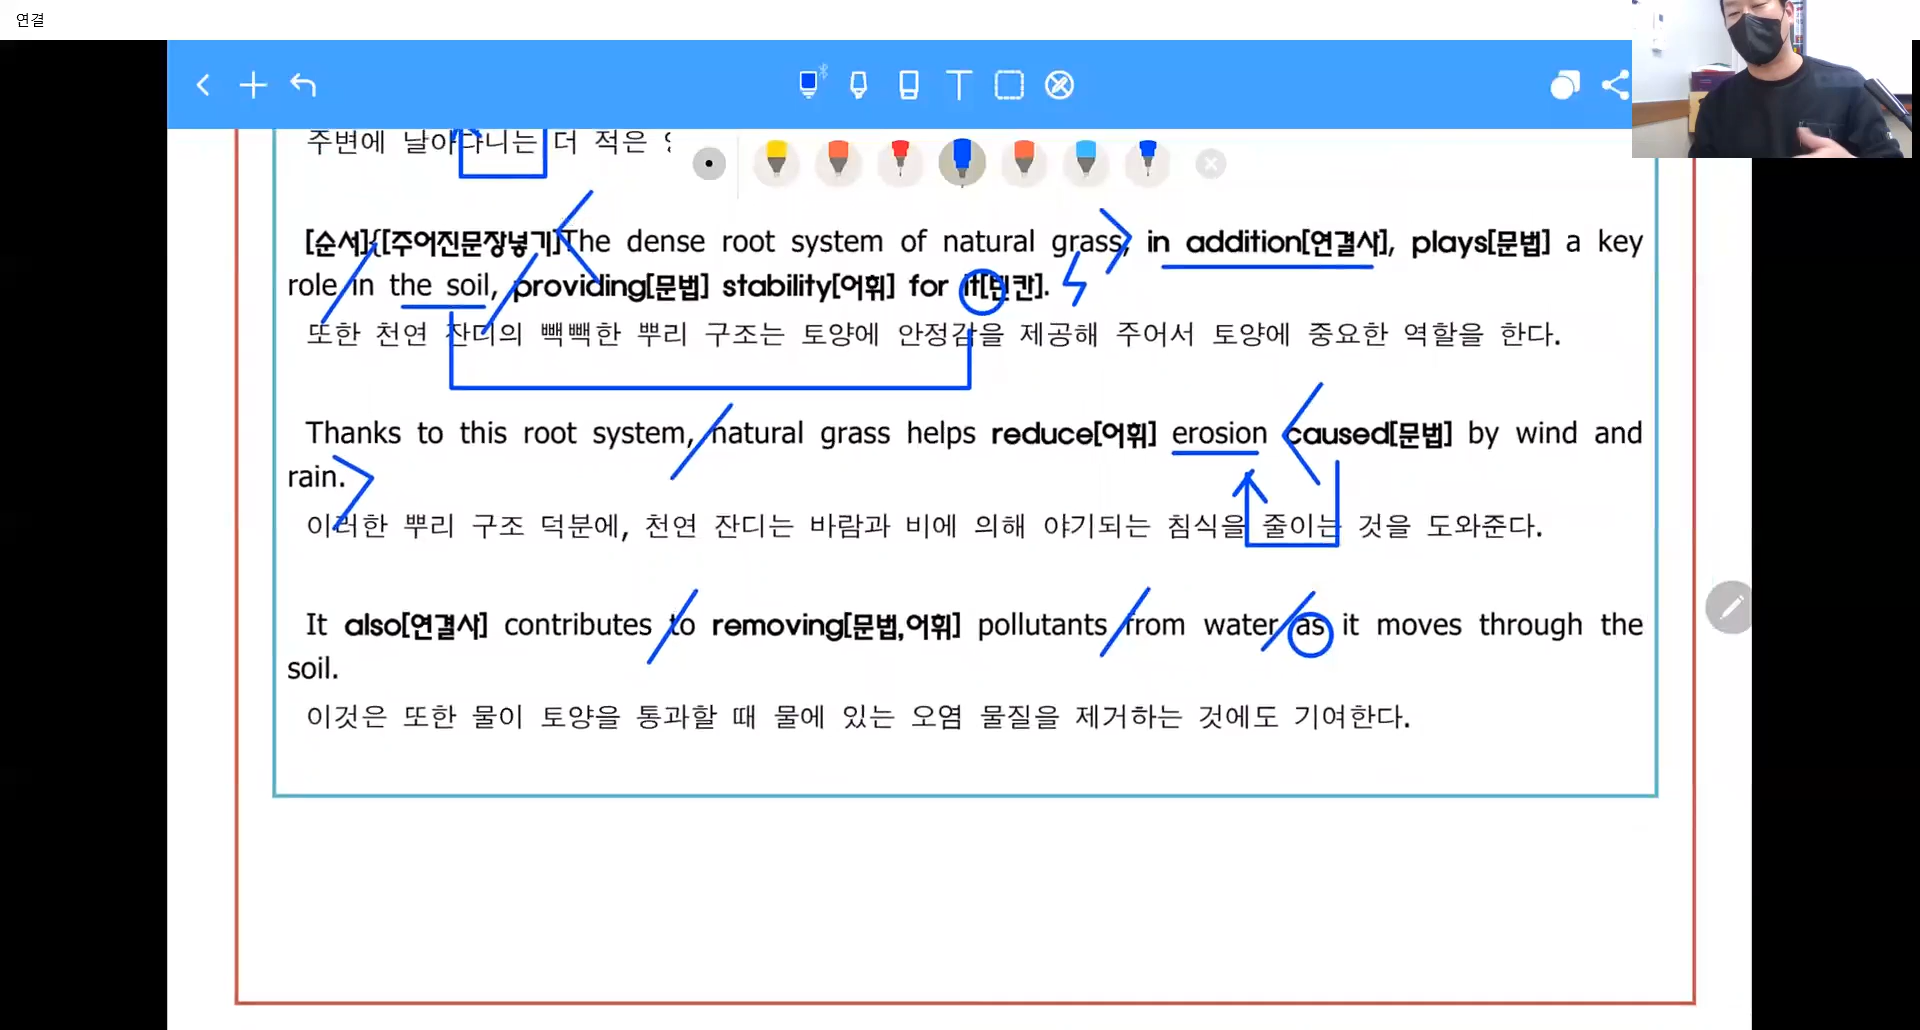 연결
주변에 날아다니는 더 적은
[순서]{[주어진문장넣기]The dense root system of natural grass, in addition[연결사], plays[문법] a key
role in the soil, providing[문법] stability[어휘] for it[빈칸].
또한 천연 잔디의 빽빽한 뿌리 구조는 토양에 안정감을 제공해 주어서 토양에 중요한 역할을 한다.
Thanks to this root system, natural grass helps reduce[어휘] erosion caused[문법] by wind and
rain.
이러한 뿌리 구조 덕분에, 천연 잔디는 바람과 비에 의해 야기되는 침식을 줄이는 것을 도와준다.
It also[연결사] contributes to removing[문법,어휘] pollutants from water as it moves through the
soil.
이것은 또한 물이 토양을 통과할 때 물에 있는 오염 물질을 제거하는 것에도 기여한다.